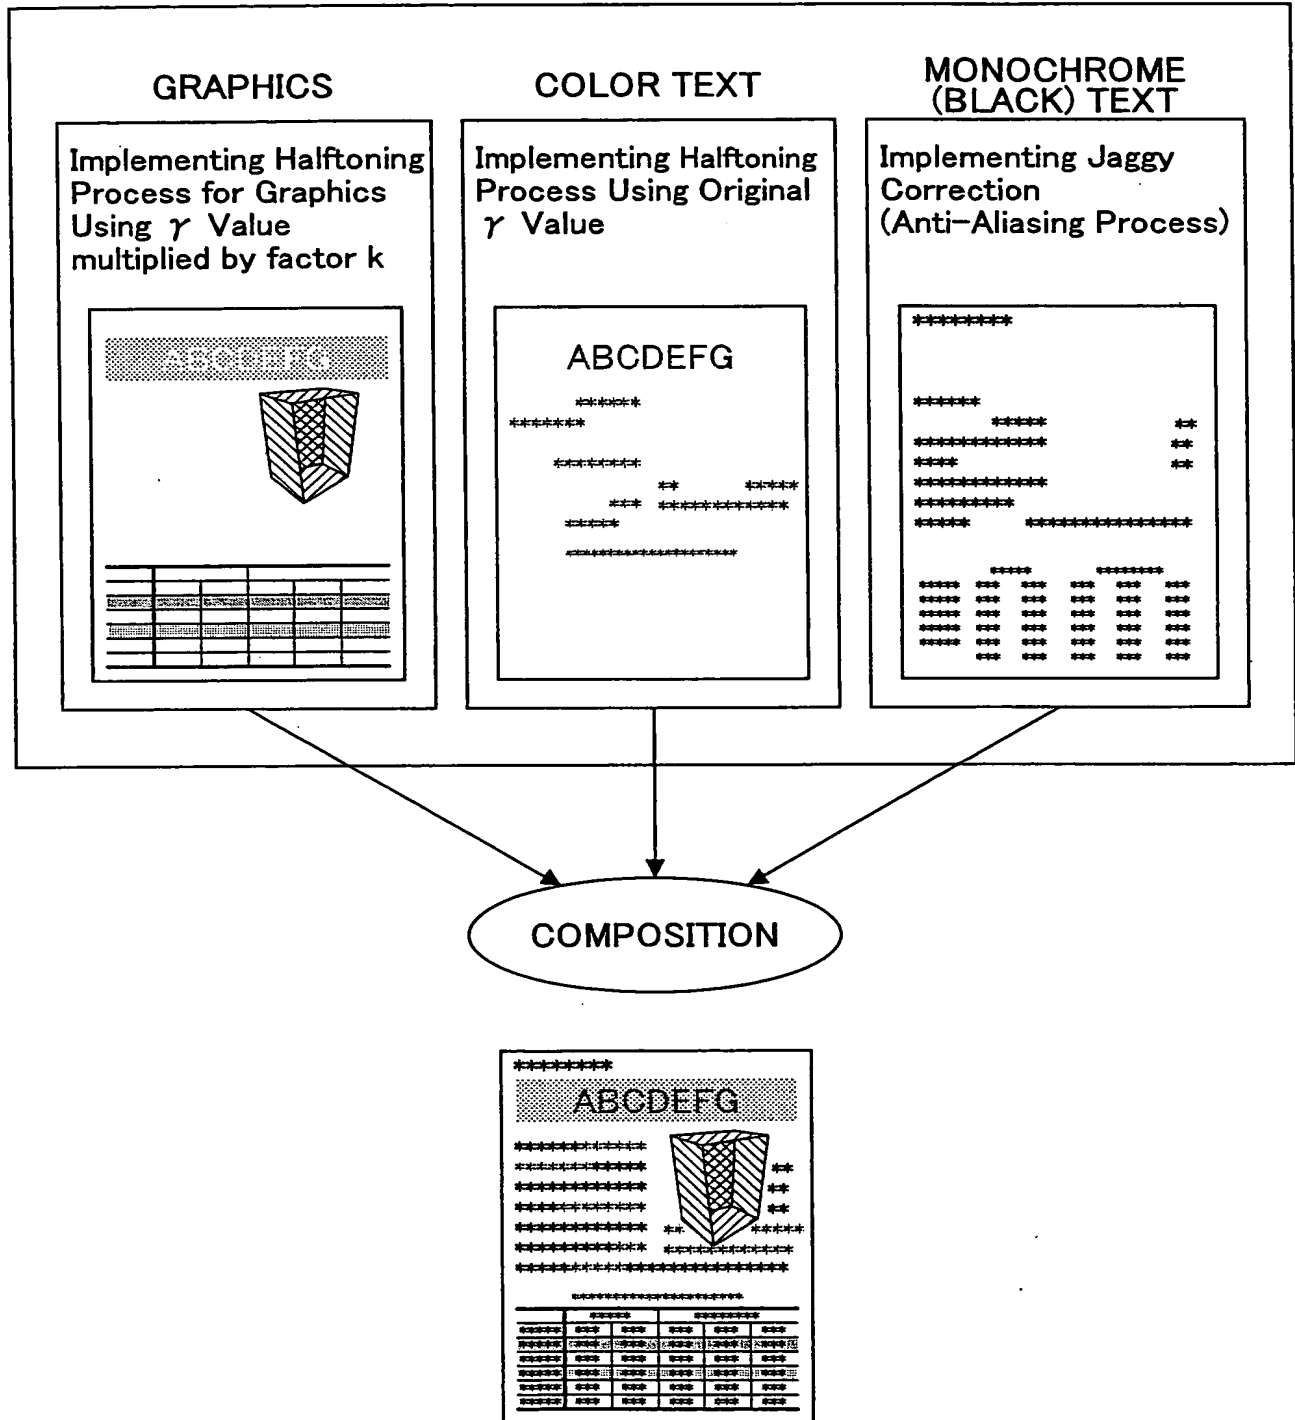 GRAPHICS
Implementing Halftoning
Process for Graphics
Using γ Value
multiplied by factor k
ABCDEFG
COLOR TEXT
Implementing Halftoning
Process Using Original
γ Value
ABCDEFG
MONOCHROME
(BLACK) TEXT
Implementing Jaggy
Correction
(Anti-Aliasing Process)
COMPOSITION
ABCDEFG